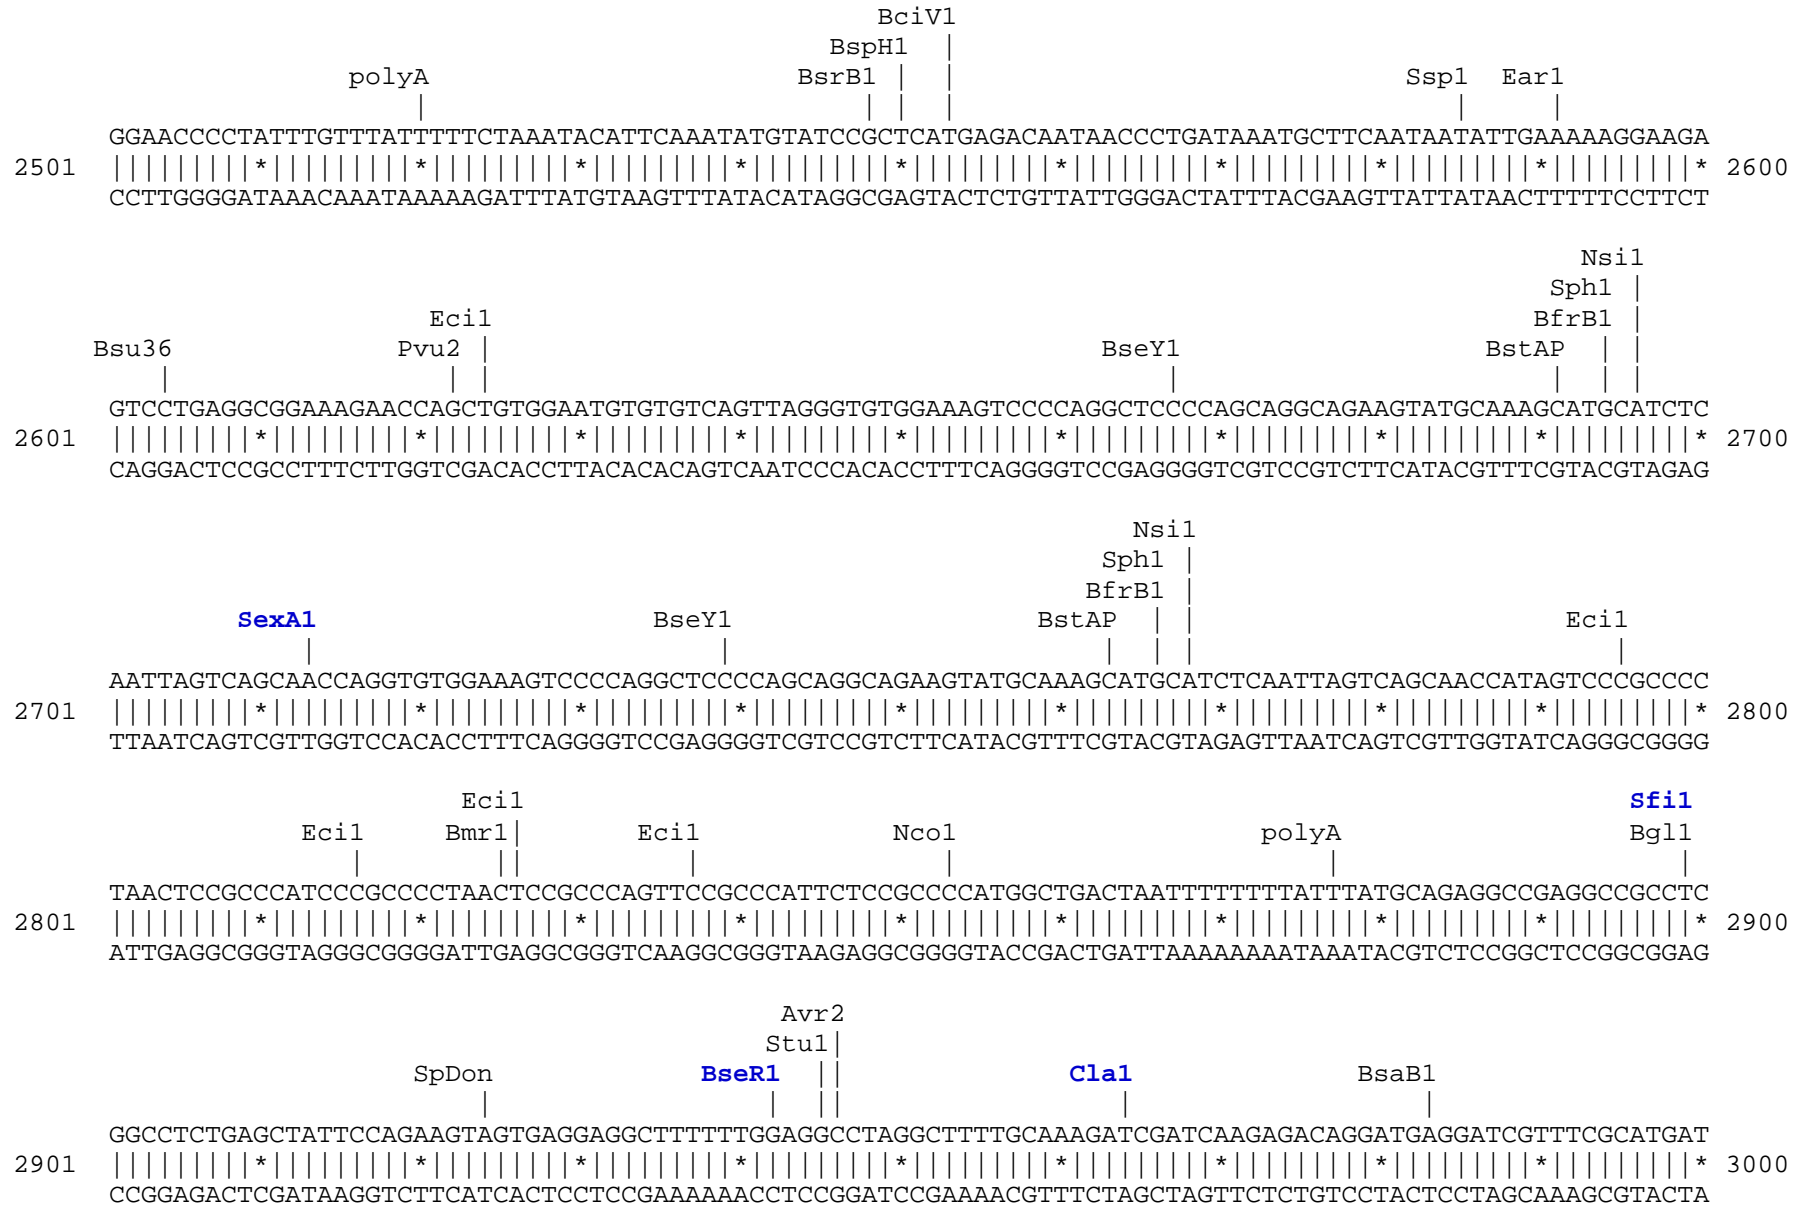 BciV1
BspH1 |
polyA BsrB1 | | Ssp1 Ear1
| | | | | |
GGAACCCCTATTTGTTTATTTTTCTAAATACATTCAAATATGTATCCGCTCATGAGACAATAACCCTGATAAATGCTTCAATAATATTGAAAAAGGAAGA
2501 |||||||||*|||||||||*|||||||||*|||||||||*|||||||||*|||||||||*|||||||||*|||||||||*|||||||||*|||||||||* 2600
CCTTGGGGATAAACAAATAAAAAGATTTATGTAAGTTTATACATAGGCGAGTACTCTGTTATTGGGACTATTTACGAAGTTATTATAACTTTTTCCTTCT
Nsi1
Sph1 |
Eci1 BfrB1 |
Bsu36 Pvu2 | BseY1 BstAP | |
| | | | | | |
GTCCTGAGGCGGAAAGAACCAGCTGTGGAATGTGTGTCAGTTAGGGTGTGGAAAGTCCCCAGGCTCCCCAGCAGGCAGAAGTATGCAAAGCATGCATCTC
2601 |||||||||*|||||||||*|||||||||*|||||||||*|||||||||*|||||||||*|||||||||*|||||||||*|||||||||*|||||||||* 2700
CAGGACTCCGCCTTTCTTGGTCGACACCTTACACACAGTCAATCCCACACCTTTCAGGGGTCCGAGGGGTCGTCCGTCTTCATACGTTTCGTACGTAGAG
Nsi1
Sph1 |
BfrB1 |
SexA1 BseY1 BstAP | | Eci1
| | | | | |
AATTAGTCAGCAACCAGGTGTGGAAAGTCCCCAGGCTCCCCAGCAGGCAGAAGTATGCAAAGCATGCATCTCAATTAGTCAGCAACCATAGTCCCGCCCC
2701 |||||||||*|||||||||*|||||||||*|||||||||*|||||||||*|||||||||*|||||||||*|||||||||*|||||||||*|||||||||* 2800
TTAATCAGTCGTTGGTCCACACCTTTCAGGGGTCCGAGGGGTCGTCCGTCTTCATACGTTTCGTACGTAGAGTTAATCAGTCGTTGGTATCAGGGCGGGG
Eci1 Sfi1
Eci1 Bmr1| Eci1 Nco1 polyA Bgl1
| || | | | |
TAACTCCGCCCATCCCGCCCCTAACTCCGCCCAGTTCCGCCCATTCTCCGCCCCATGGCTGACTAATTTTTTTTATTTATGCAGAGGCCGAGGCCGCCTC
2801 |||||||||*|||||||||*|||||||||*|||||||||*|||||||||*|||||||||*|||||||||*|||||||||*|||||||||*|||||||||* 2900
ATTGAGGCGGGTAGGGCGGGGATTGAGGCGGGTCAAGGCGGGTAAGAGGCGGGGTACCGACTGATTAAAAAAAATAAATACGTCTCCGGCTCCGGCGGAG
Avr2
Stu1|
SpDon BseR1 || Cla1 BsaB1
| | || | |
GGCCTCTGAGCTATTCCAGAAGTAGTGAGGAGGCTTTTTTGGAGGCCTAGGCTTTTGCAAAGATCGATCAAGAGACAGGATGAGGATCGTTTCGCATGAT
2901 |||||||||*|||||||||*|||||||||*|||||||||*|||||||||*|||||||||*|||||||||*|||||||||*|||||||||*|||||||||* 3000
CCGGAGACTCGATAAGGTCTTCATCACTCCTCCGAAAAAACCTCCGGATCCGAAAACGTTTCTAGCTAGTTCTCTGTCCTACTCCTAGCAAAGCGTACTA